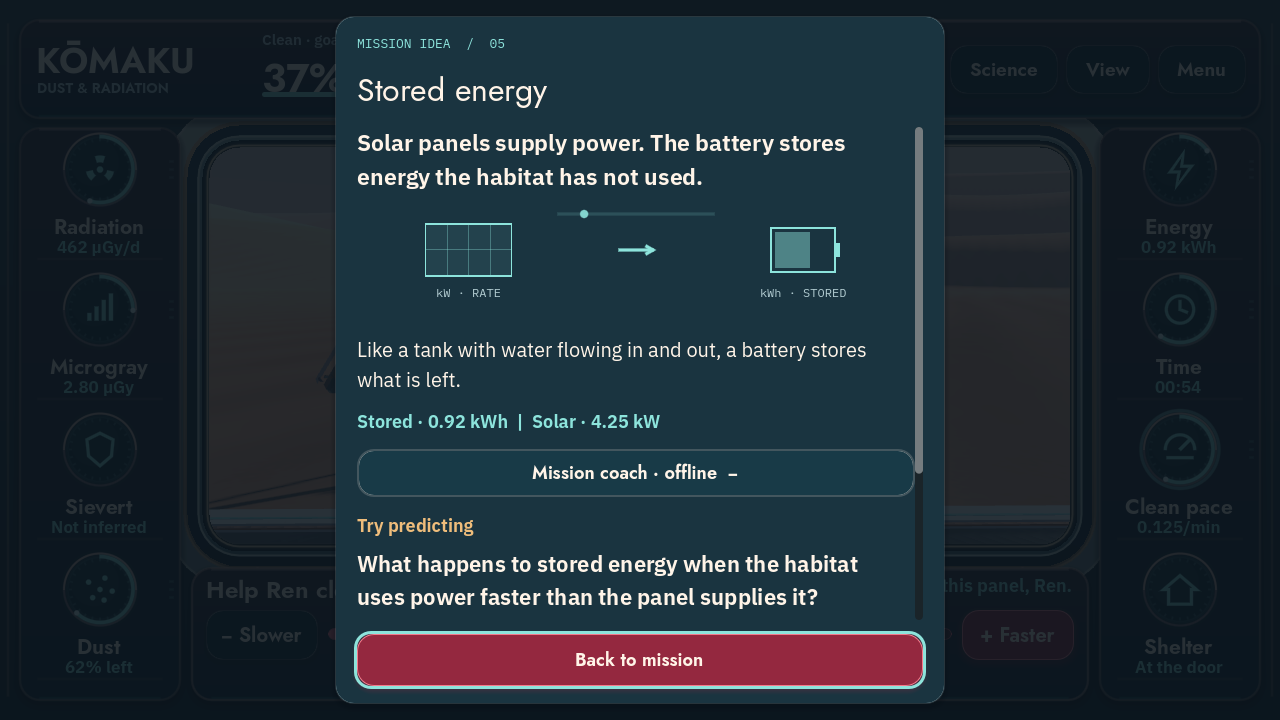 MISSION IDEA / 05
Stored energy
Solar panels supply power. The battery stores
energy the habitat has not used.
kW · RATE
kWh · STORED
Like a tank with water flowing in and out, a battery stores
what is left.
Stored · 0.92 kWh | Solar · 4.25 kW
Mission coach · offline –
Try predicting
What happens to stored energy when the habitat
uses power faster than the panel supplies it?
Back to mission
KŌMAKU
DUST & RADIATION
Clean · goa
37%
Science
View
Menu
Radiation
462 µGy/d
Microgray
2.80 µGy
Sievert
Not inferred
Dust
62% left
Energy
0.92 kWh
Time
00:54
Clean pace
0.125/min
Shelter
At the door
Help Ren cl
this panel, Ren.
– Slower
+ Faster